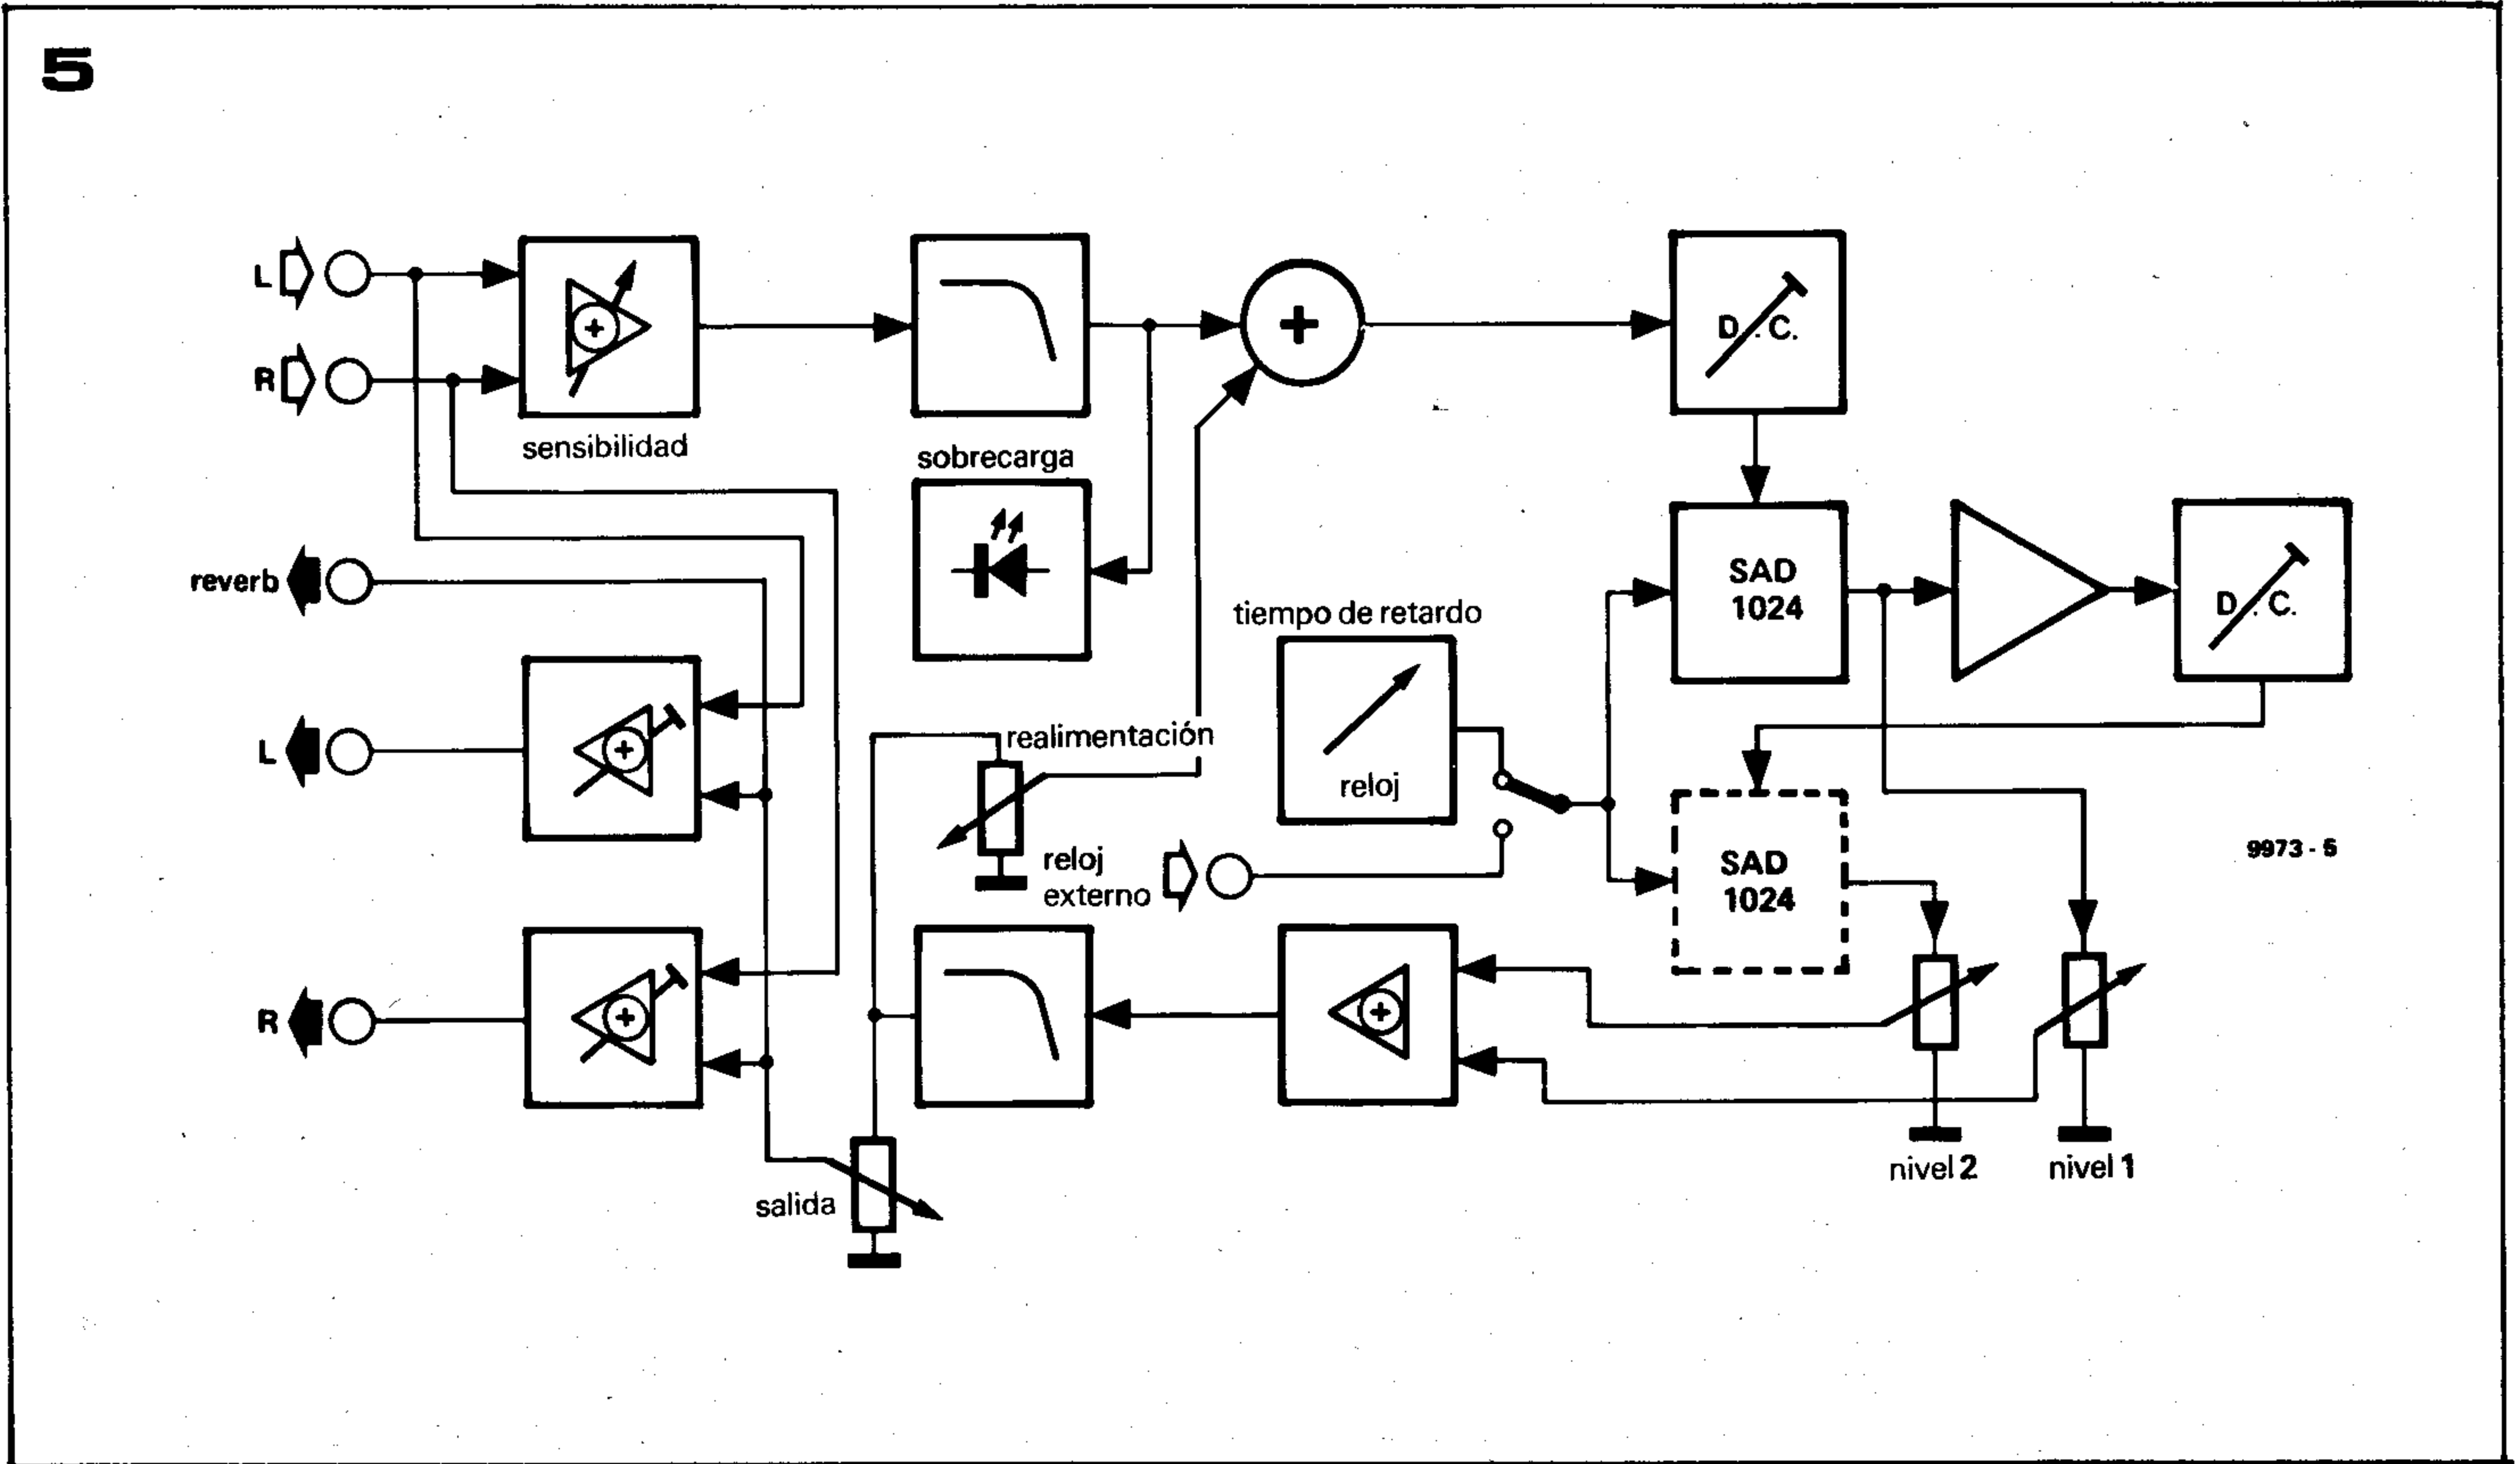 5
L
R
sensibilidad
sobrecarga
+
+
D.C.
reverb
tiempo de retardo
SAD
1024
D.C.
L
+
realimentación
reloj
reloj
externo
SAD
1024
9973 - 5
R
+
+
salida
nivel 2
nivel 1